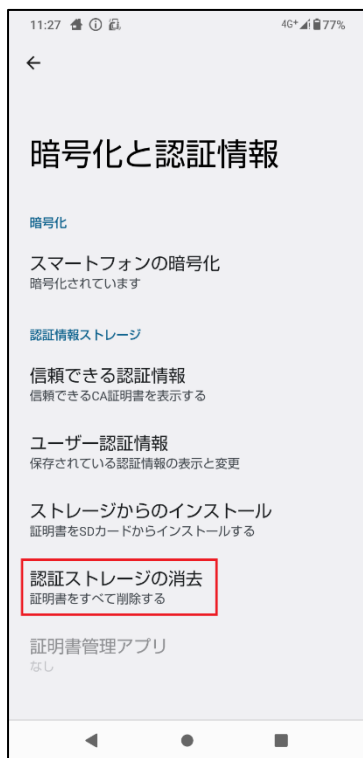 11:27 4G+ 77%
暗号化と認証情報
暗号化
スマートフォンの暗号化
暗号化されています
認証情報ストレージ
信頼できる認証情報
信頼できるCA証明書を表示する
ユーザー認証情報
保存されている認証情報の表示と変更
ストレージからのインストール
証明書をSDカードからインストールする
認証ストレージの消去
証明書をすべて削除する
証明書管理アプリ
なし